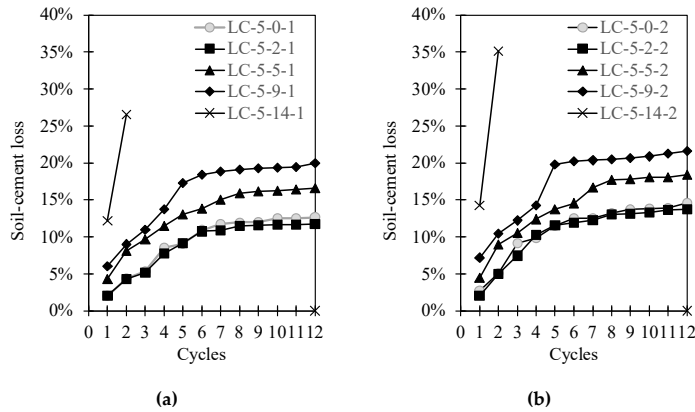 40%
35%
30%
25%
20%
15%
10%
5%
0%
Soil-cement loss
LC-5-0-1
LC-5-2-1
LC-5-5-1
LC-5-9-1
LC-5-14-1
0 1 2 3 4 5 6 7 8 9 10 11 12
Cycles
(a)
40%
35%
30%
25%
20%
15%
10%
5%
0%
Soil-cement loss
LC-5-0-2
LC-5-2-2
LC-5-5-2
LC-5-9-2
LC-5-14-2
0 1 2 3 4 5 6 7 8 9 10 11 12
Cycles
(b)